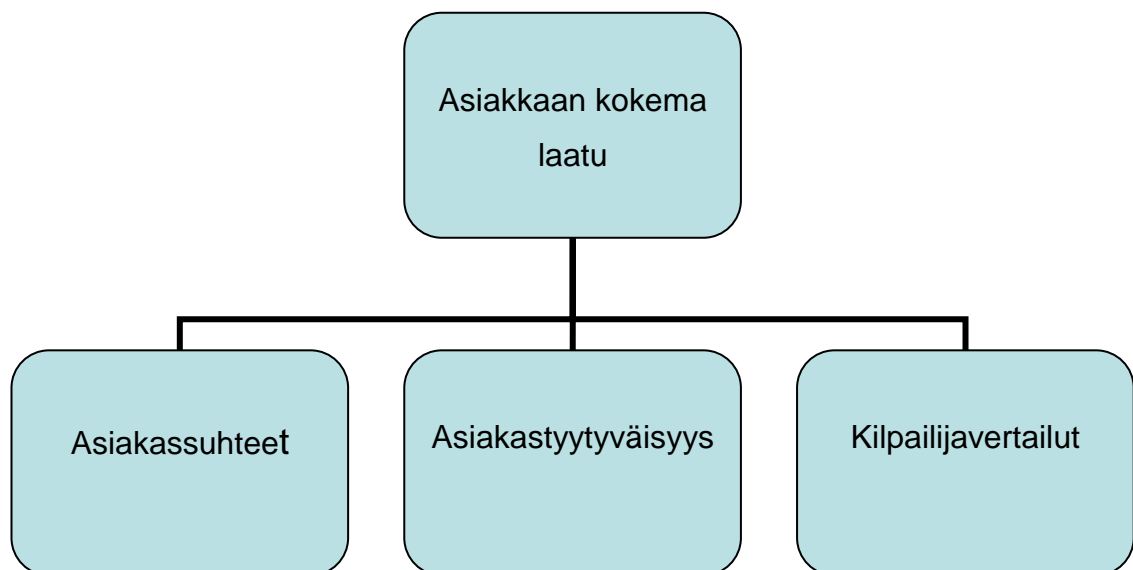 Asiakkaan kokema
laatu
Asiakassuhteet
Asiakastyytyväisyys
Kilpailijavertailut